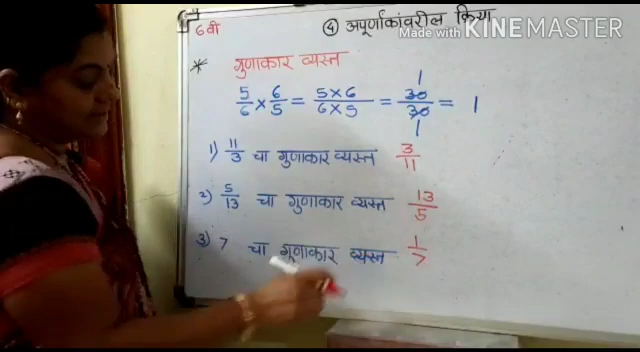 6वी
④ अपूर्णांकांवरील क्रिया
Made with KINEMASTER
* गुणाकार व्यस्त
5/6 × 6/5 = 5×6/6×5 = 30/30 = 1
1) 11/3 चा गुणाकार व्यस्त 3/11
2) 5/13 चा गुणाकार व्यस्त 13/5
3) 7 चा गुणाकार व्यस्त 1/7